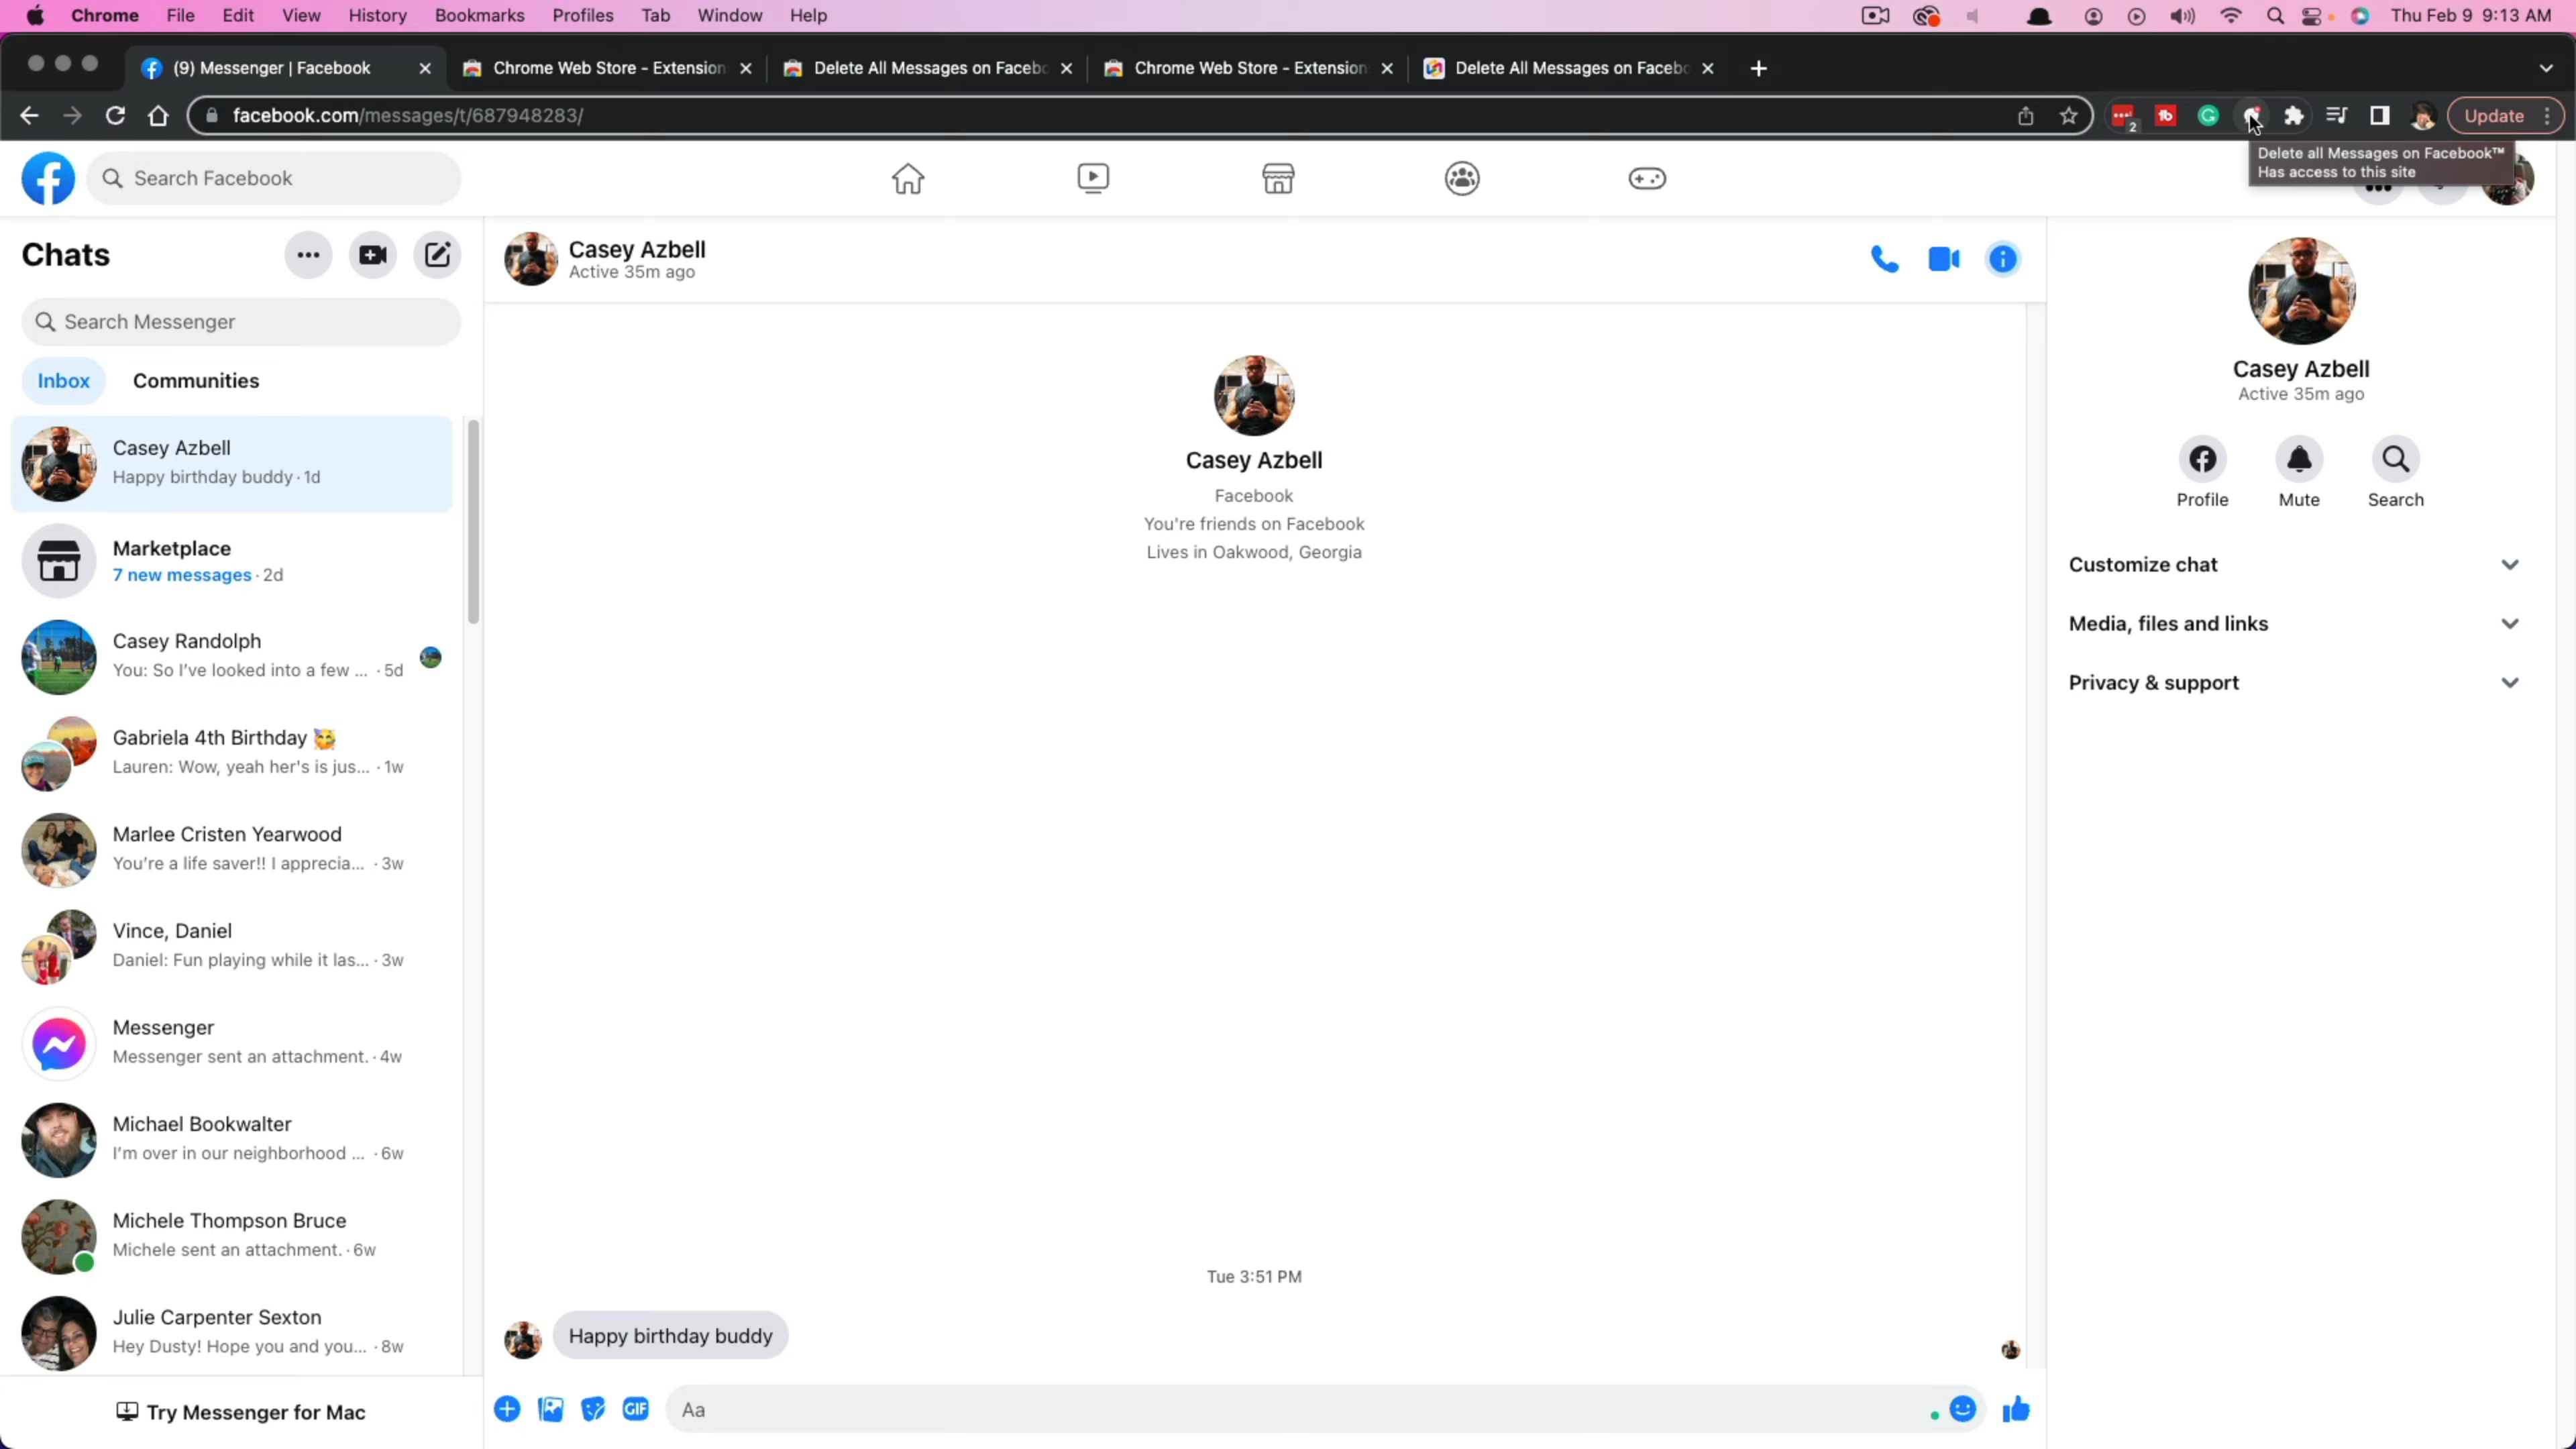 Chrome File Edit View History Bookmarks Profiles Tab Window Help Thu Feb 9 9:13 AM
(9) Messenger | Facebook Chrome Web Store - Extension Delete All Messages on Facebo Chrome Web Store - Extension Delete All Messages on Facebo
facebook.com/messages/t/687948283/ 2 Update
Delete all Messages on Facebook™
Has access to this site
Search Facebook
Chats
Search Messenger
Inbox Communities
Casey Azbell
Happy birthday buddy · 1d
Marketplace
7 new messages · 2d
Casey Randolph
You: So I've looked into a few ... · 5d
Gabriela 4th Birthday 🥳
Lauren: Wow, yeah her's is jus... · 1w
Marlee Cristen Yearwood
You're a life saver!! I apprecia... · 3w
Vince, Daniel
Daniel: Fun playing while it las... · 3w
Messenger
Messenger sent an attachment. · 4w
Michael Bookwalter
I'm over in our neighborhood ... · 6w
Michele Thompson Bruce
Michele sent an attachment. · 6w
Julie Carpenter Sexton
Hey Dusty! Hope you and you... · 8w
Try Messenger for Mac
Casey Azbell
Active 35m ago
Casey Azbell
Facebook
You're friends on Facebook
Lives in Oakwood, Georgia
Tue 3:51 PM
Happy birthday buddy
GIF Aa
Casey Azbell
Active 35m ago
Profile Mute Search
Customize chat
Media, files and links
Privacy & support